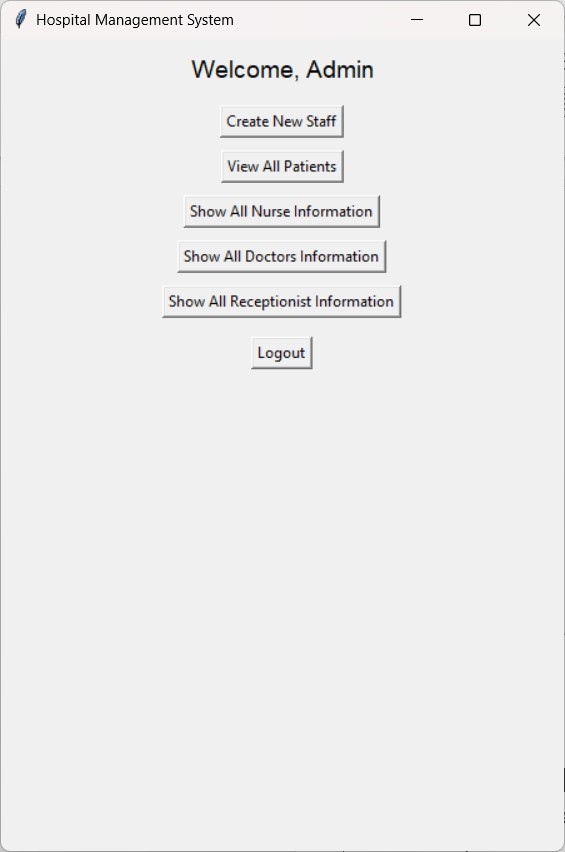 Hospital Management System
Welcome, Admin
Create New Staff
View All Patients
Show All Nurse Information
Show All Doctors Information
Show All Receptionist Information
Logout